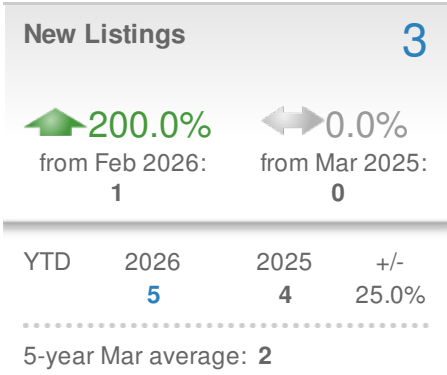 New Listings 3
200.0% 0.0%
from Feb 2026: from Mar 2025:
1 0
YTD 2026 2025 +/-
5 4 25.0%
5-year Mar average: 2